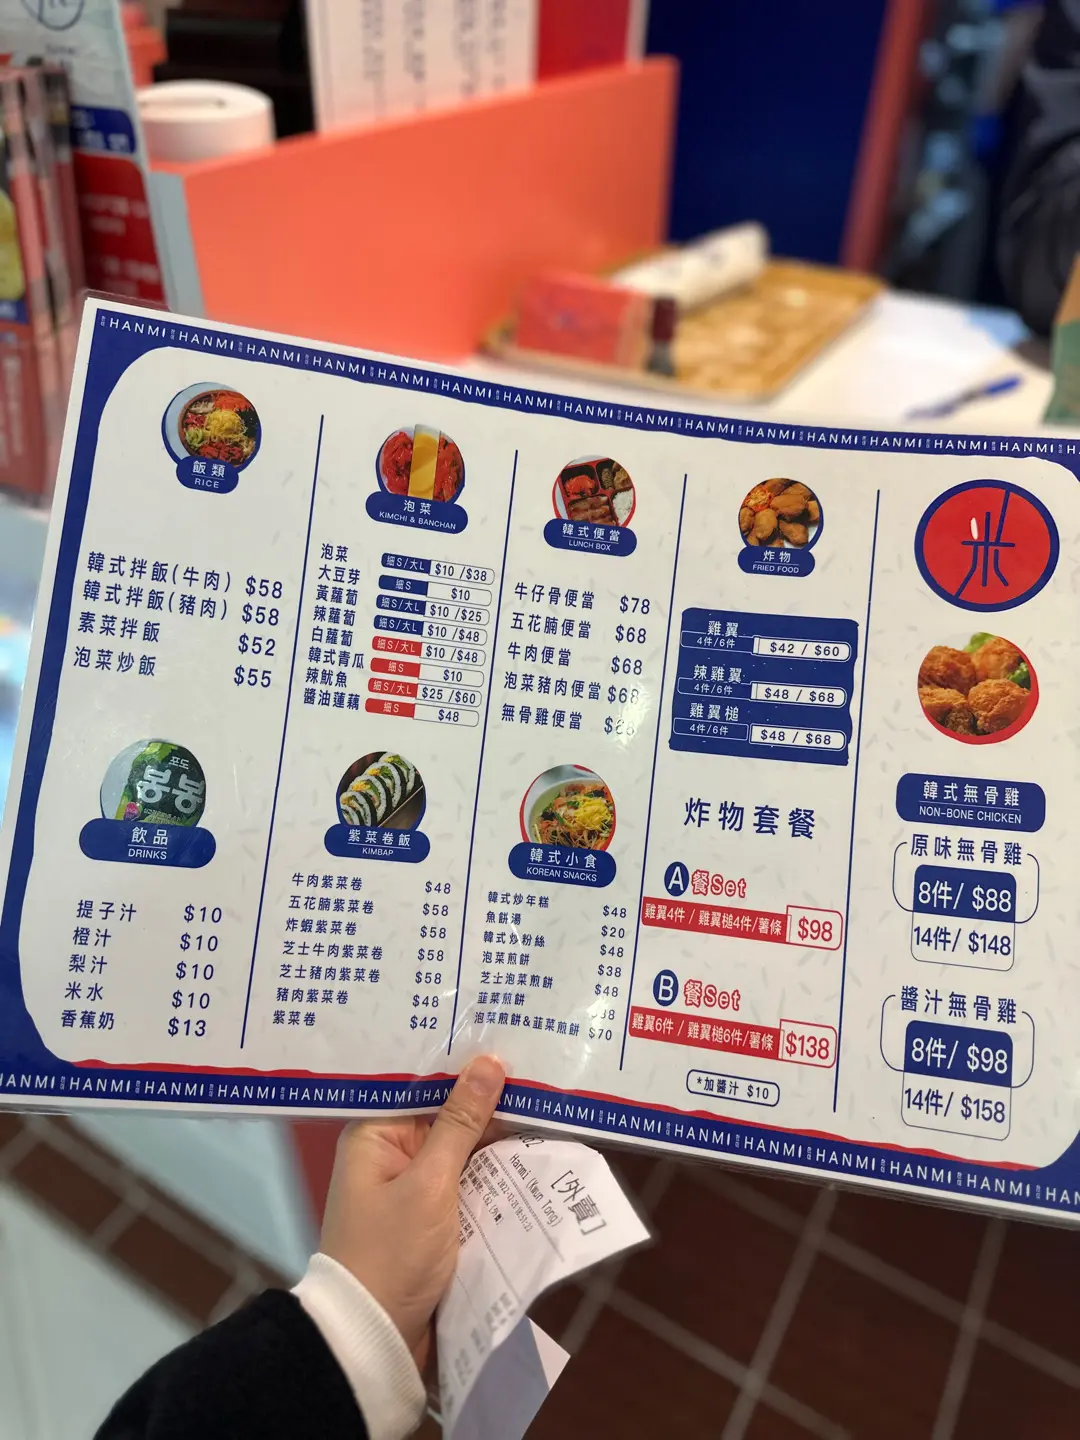 HANMI HANMI HANMI HANMI HANMI HANMI HANMI HANMI HANMI HANMI HANMI HANMI HANMI HANMI HANMI
飯類
RICE
韓式拌飯(牛肉) $58
韓式拌飯(豬肉) $58
素菜拌飯 $52
泡菜炒飯 $55
포도
봉봉
飲品
DRINKS
提子汁 $10
橙汁 $10
梨汁 $10
米水 $10
香蕉奶 $13
泡菜
KIMCHI & BANCHAN
泡菜 細S/大L $10 /$38
大豆芽 細S $10
黃蘿蔔 細S/大L $10 /$25
辣蘿蔔 細S/大L $10 /$48
白蘿蔔 細S/大L $10 /$48
韓式青瓜 細S $10
辣魷魚 細S/大L $25 /$60
醬油蓮藕 細S $48
紫菜卷飯
KIMBAP
牛肉紫菜卷 $48
五花腩紫菜卷 $58
炸蝦紫菜卷 $58
芝士牛肉紫菜卷 $58
芝士豬肉紫菜卷 $58
豬肉紫菜卷 $48
紫菜卷 $42
韓式便當
LUNCH BOX
牛仔骨便當 $78
五花腩便當 $68
牛肉便當 $68
泡菜豬肉便當 $68
無骨雞便當
韓式小食
KOREAN SNACKS
韓式炒年糕 $48
魚餅湯 $20
韓式炒粉絲 $48
泡菜煎餅 $38
芝士泡菜煎餅 $48
韮菜煎餅
泡菜煎餅&韮菜煎餅 $70
炸物
FRIED FOOD
雞翼
4件/6件 $42 / $60
辣雞翼
4件/6件 $48 / $68
雞翼槌
4件/6件 $48 / $68
炸物套餐
A 餐Set
雞翼4件 / 雞翼槌4件/薯條 $98
B 餐Set
雞翼6件 / 雞翼槌6件/薯條 $138
*加醬汁 $10
米
韓式無骨雞
NON-BONE CHICKEN
原味無骨雞
8件/ $88
14件/ $148
醬汁無骨雞
8件/ $98
14件/ $158
HANMI HANMI HANMI HANMI HANMI HANMI HANMI HANMI HANMI HANMI HANMI HANMI HANMI HANMI
[外賣]
Hanmi (Kwun Tong)